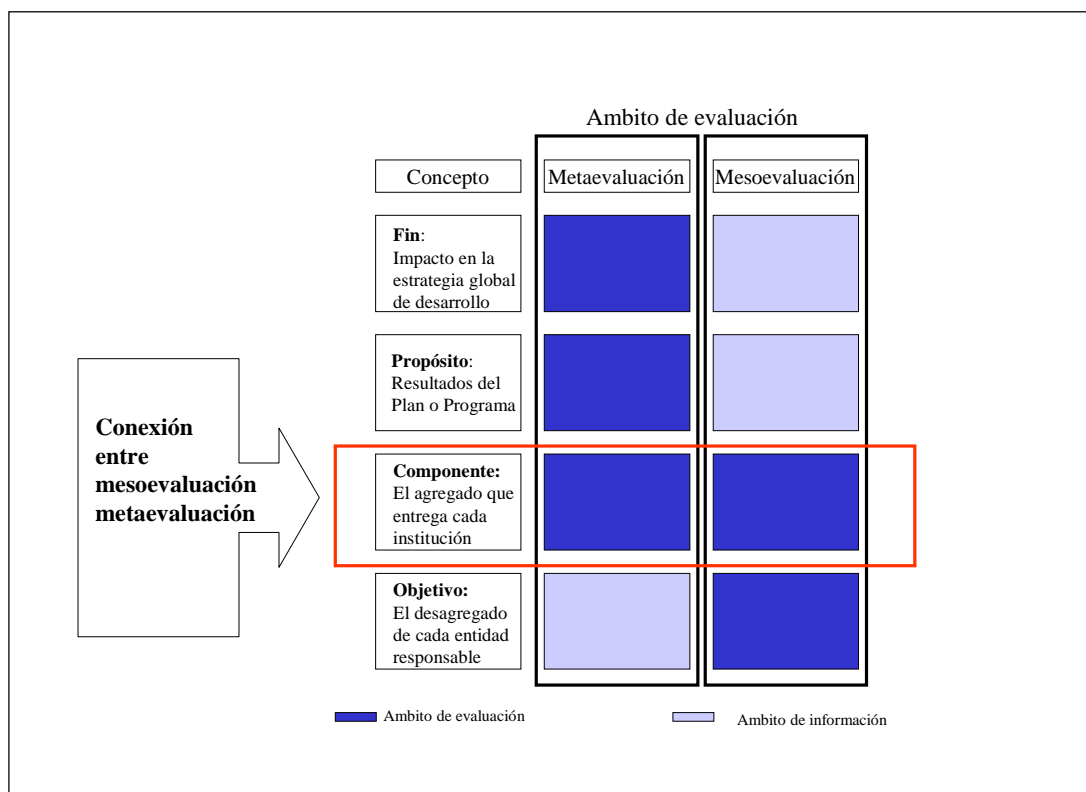 Ambito de evaluación
Concepto
Metaevaluación
Mesoevaluación
Fin:
Impacto en la
estrategia global
de desarrollo
Propósito:
Resultados del
Plan o Programa
Conexión
entre
mesoevaluación
metaevaluación
Componente:
El agregado que
entrega cada
institución
Objetivo:
El desagregado
de cada entidad
responsable
Ambito de evaluación
Ambito de información